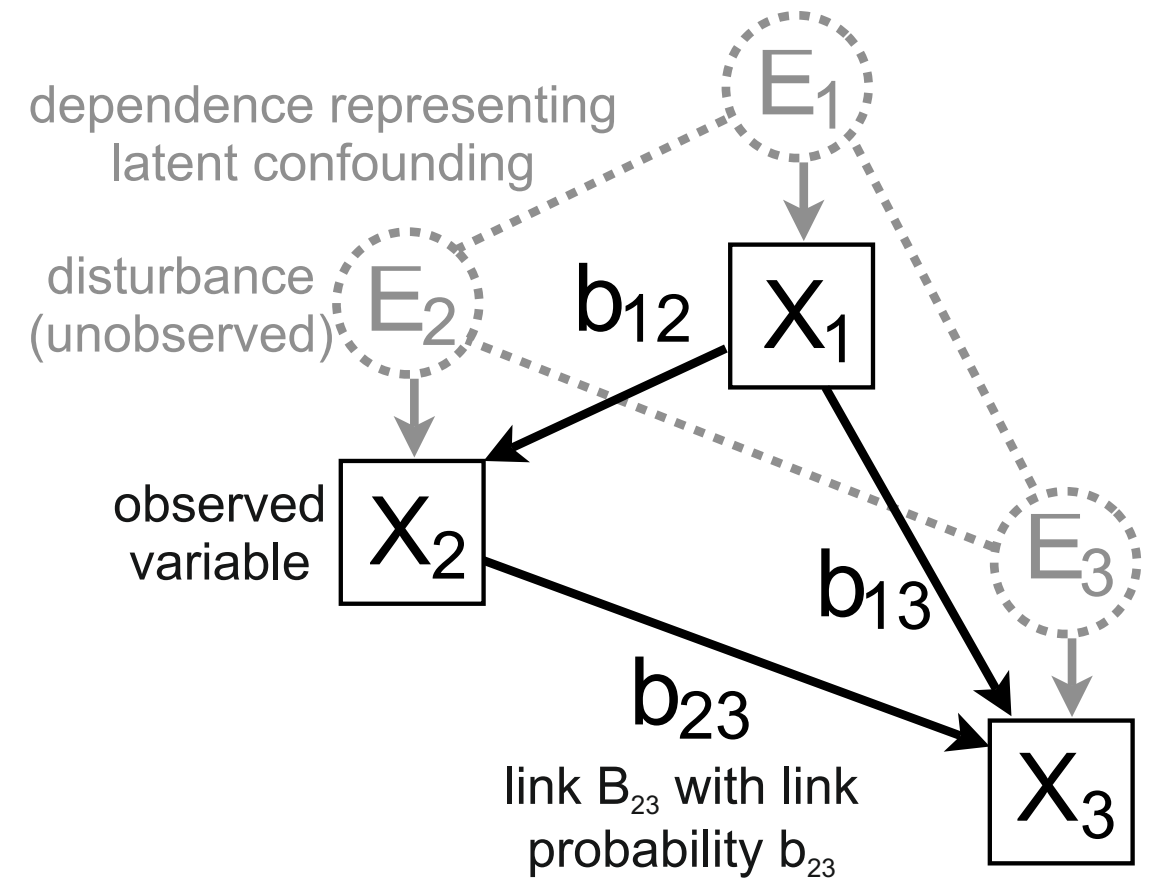 E1
dependence representing
latent confounding
disturbance
(unobserved)
E2
b12
X1
observed
variable
X2
E3
b13
b23
link B23 with link
probability b23
X3